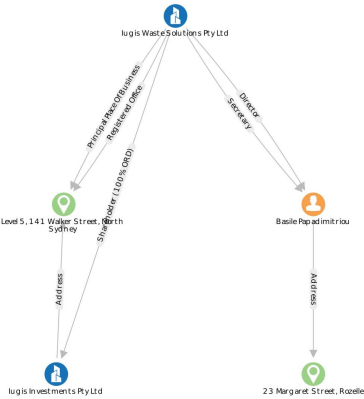 Iugis Waste Solutions Pty Ltd
Principal Place Of Business
Registered Office
Shareholder (100% ORD)
Director
Secretary
Level 5, 141 Walker Street, North
Sydney
Basile Papadimitriou
Address
Address
Iugis Investments Pty Ltd
23 Margaret Street, Rozelle